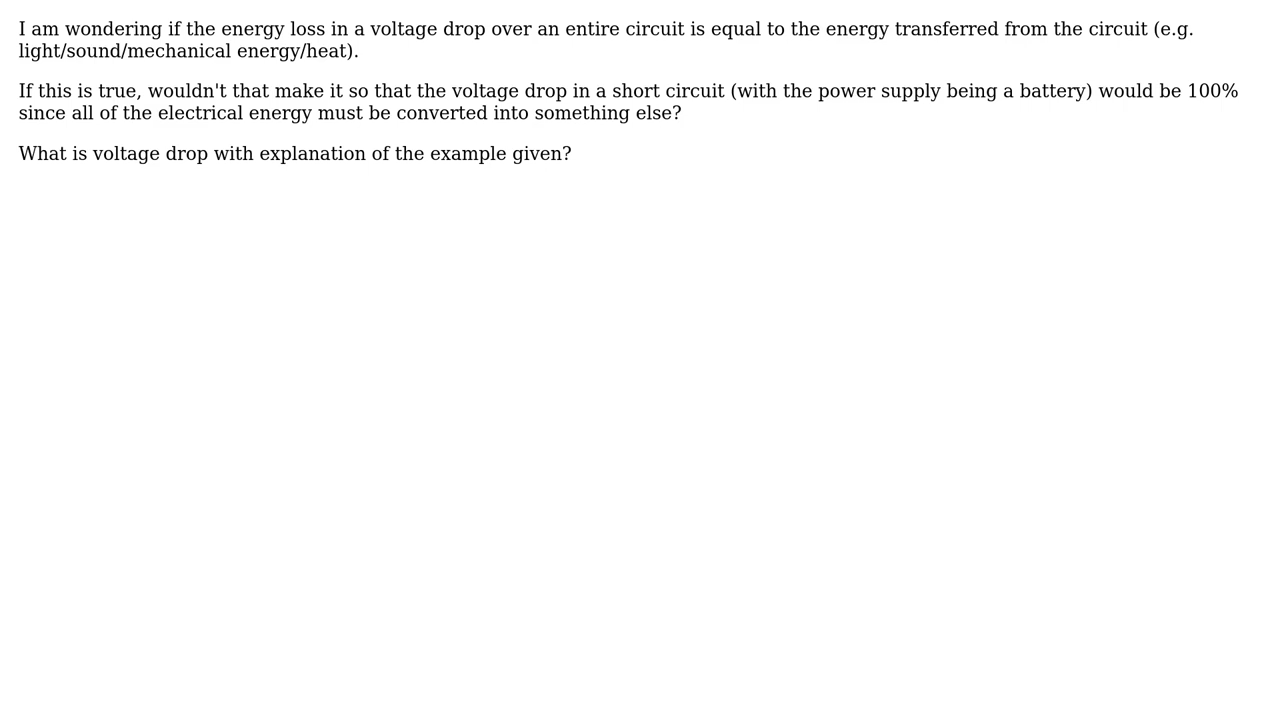 I am wondering if the energy loss in a voltage drop over an entire circuit is equal to the energy transferred from the circuit (e.g.
light/sound/mechanical energy/heat).
If this is true, wouldn't that make it so that the voltage drop in a short circuit (with the power supply being a battery) would be 100%
since all of the electrical energy must be converted into something else?
What is voltage drop with explanation of the example given?